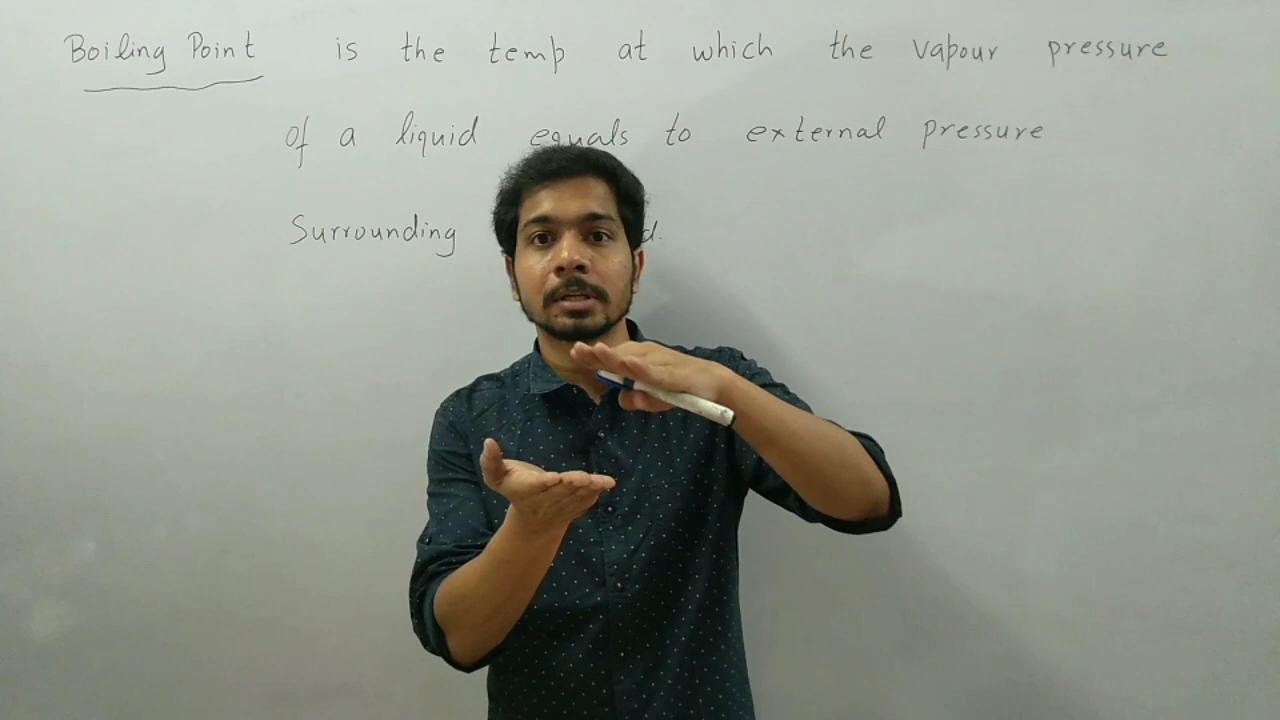 Boiling Point is the temp at which the vapour pressure
of a liquid equals to external pressure
Surrounding